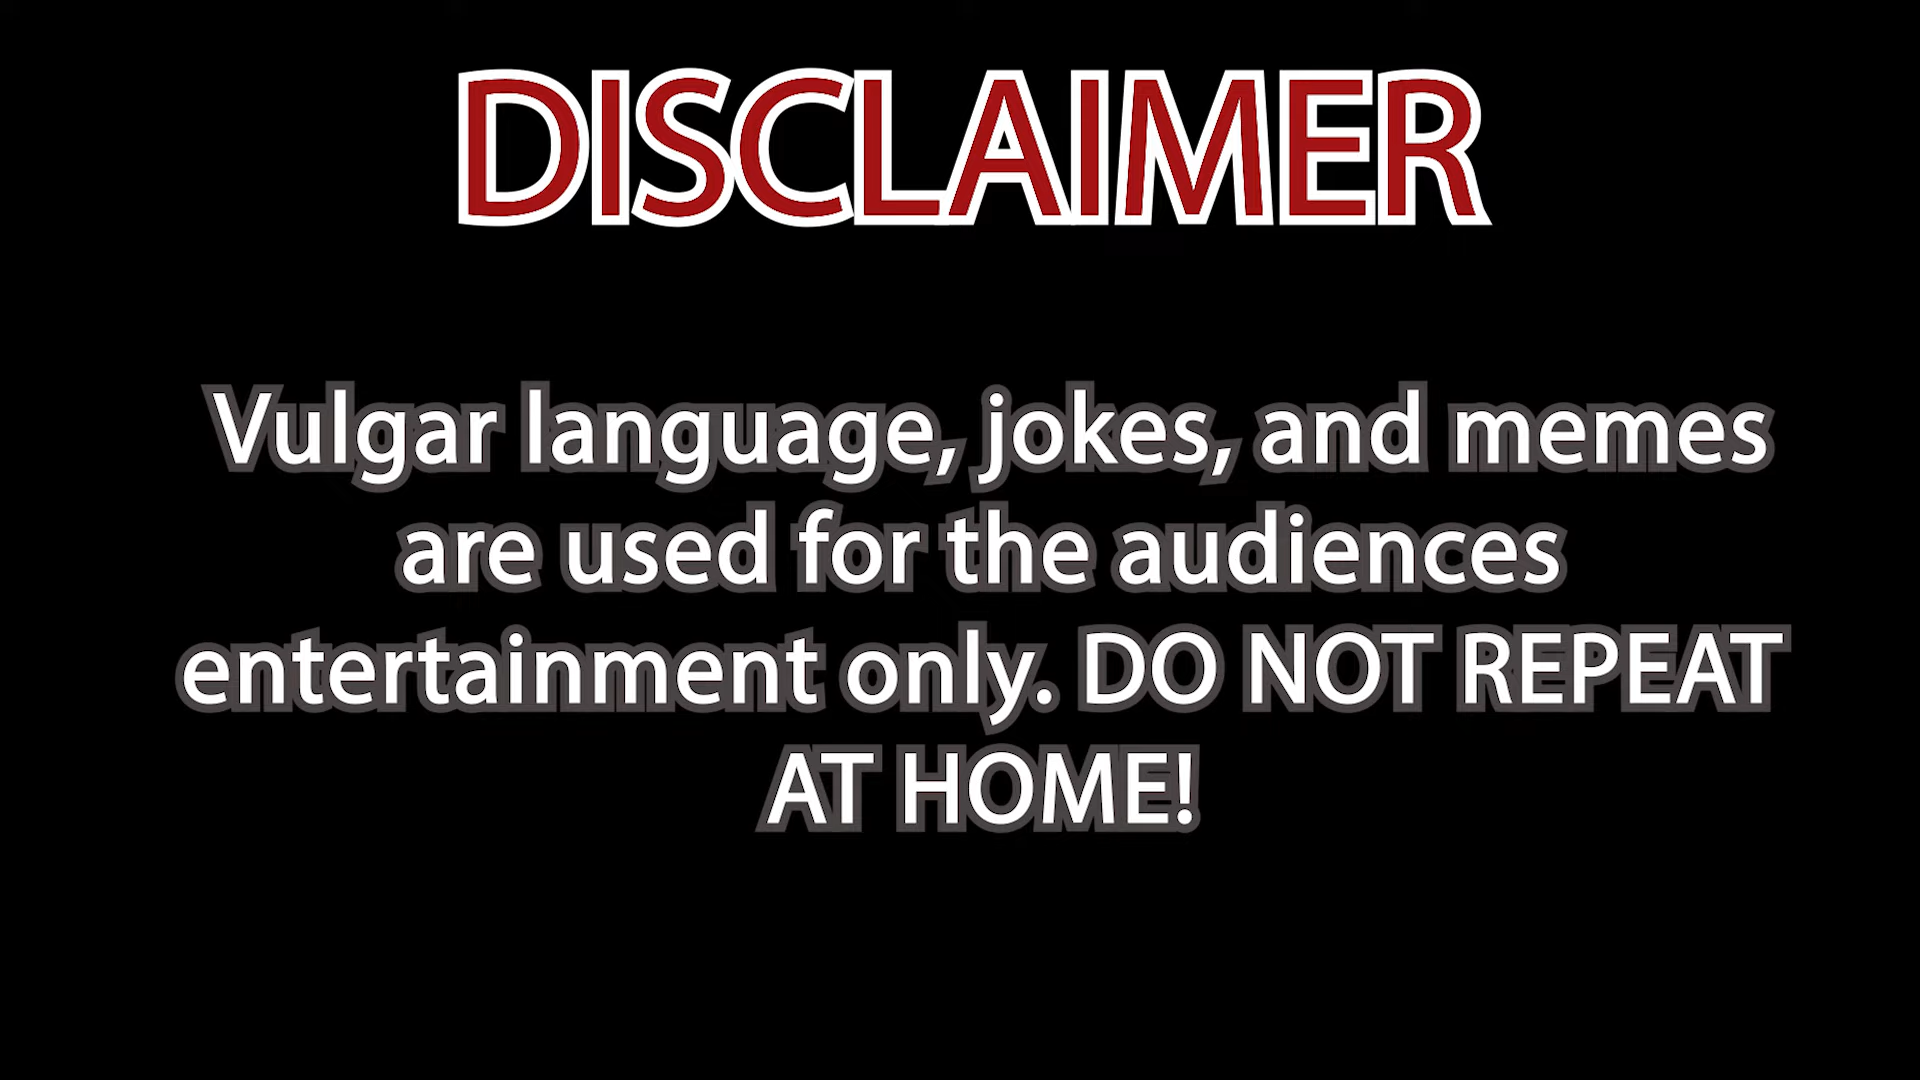 DISCLAIMER
Vulgar language, jokes, and memes
are used for the audiences
entertainment only. DO NOT REPEAT
AT HOME!